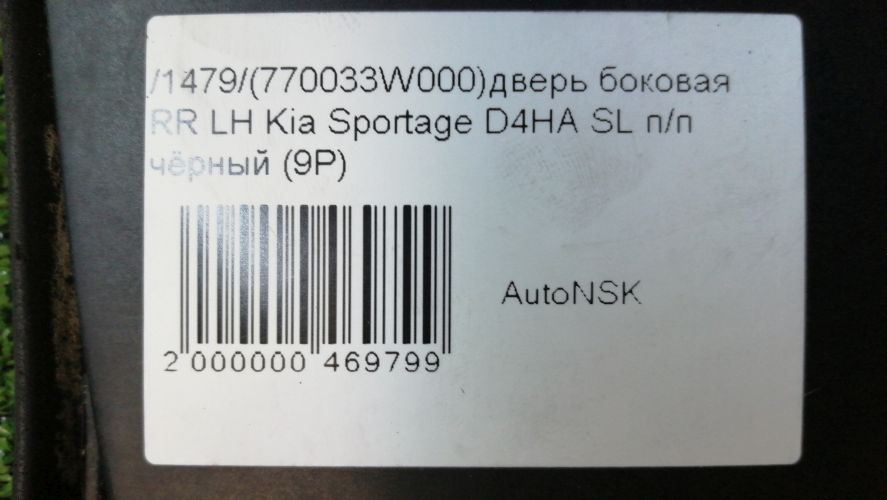 /1479/(770033W000)дверь боковая
RR LH Kia Sportage D4HA SL п/п
чёрный (9P)
AutoNSK
2 000000 469799